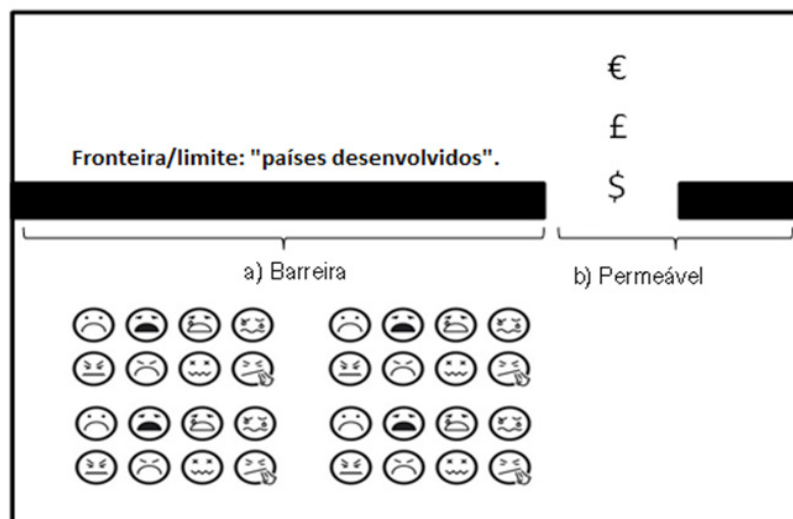 €
£
Fronteira/limite: "países desenvolvidos".
$
a) Barreira
b) Permeável